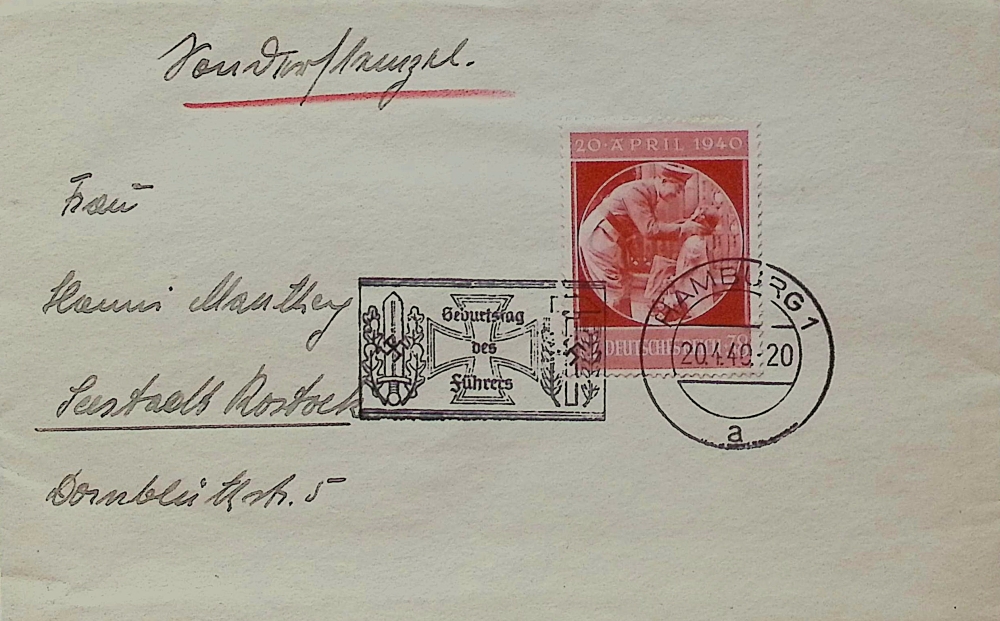 Sonderstempel.
20·APRIL 1940
Frau
Hanni Manthey
Geburtstag
des
Führers
HAMBURG 1
20.4.40.-20
a
DEUTSCHES REICH
Seestadt Rostock
Dornblüthstr. 5